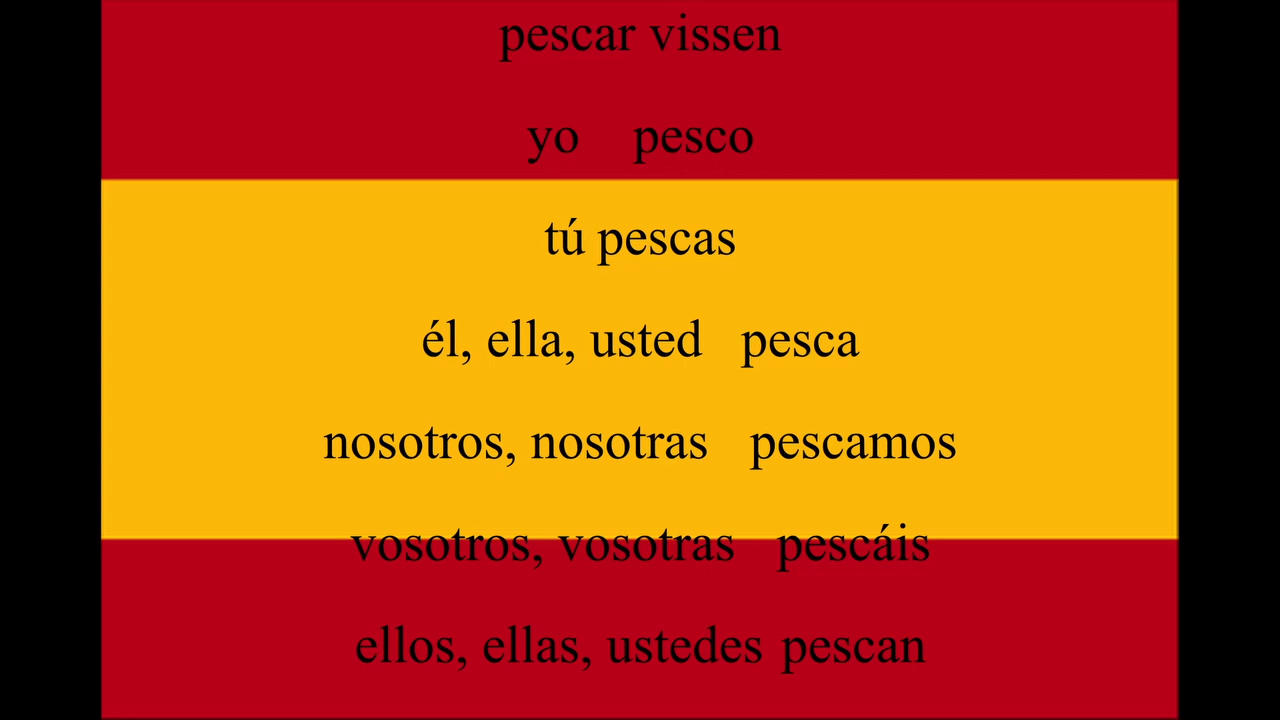 pescar vissen
yo pesco
tú pescas
él, ella, usted pesca
nosotros, nosotras pescamos
vosotros, vosotras pescáis
ellos, ellas, ustedes pescan